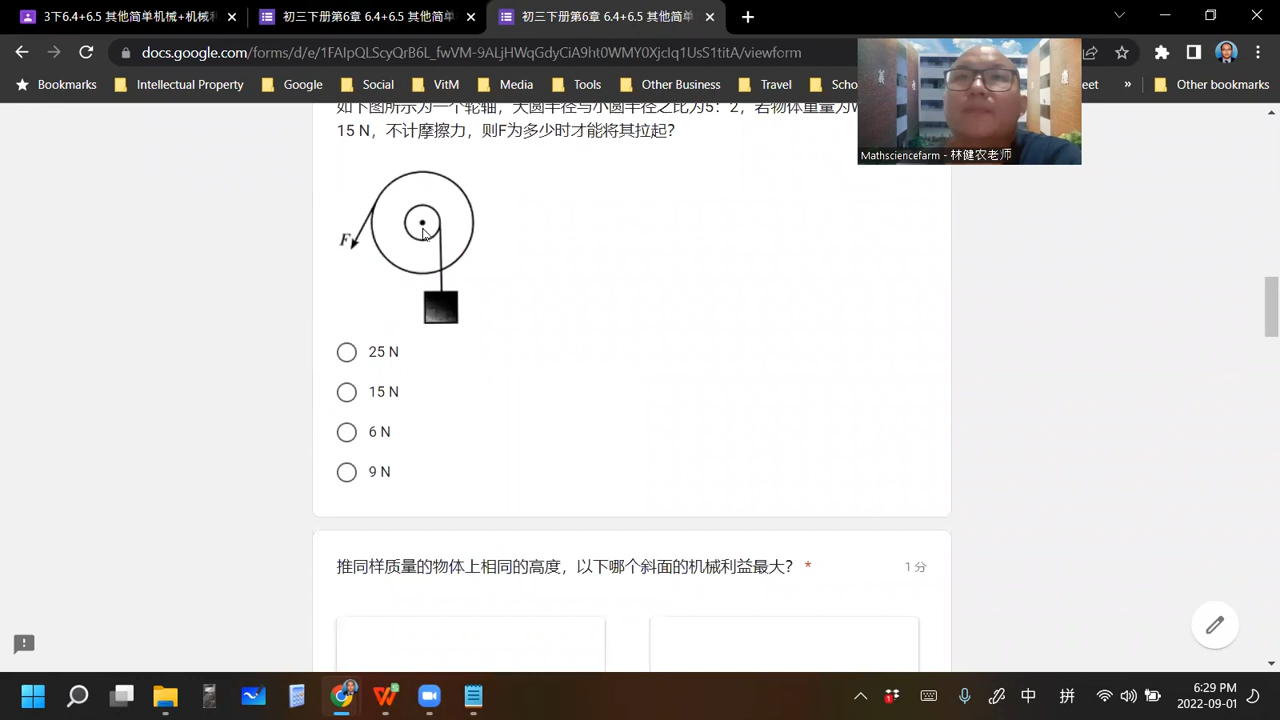 3下6.4+6.5 其他简单机械+机械利
初三下册第6章 6.4+6.5 其他简单
初三下册第6章 6.4+6.5 其他简单
docs.google.com
viewform
Bookmarks
Intellectual Prop
Social
VitM
Media
Tools
Other Business
Travel
Other bookmarks
如下图所示为一个轮轴，大圆半径与小圆半径之比为5：2，若物体重量为W
15 N，不计摩擦力，则F为多少时才能将其拉起？
Mathsciencefarm - 林健农老师
F
25 N
15 N
6 N
9 N
推同样质量的物体上相同的高度，以下哪个斜面的机械利益最大？ *
1 分
中
拼
6:29 PM
2022-09-01